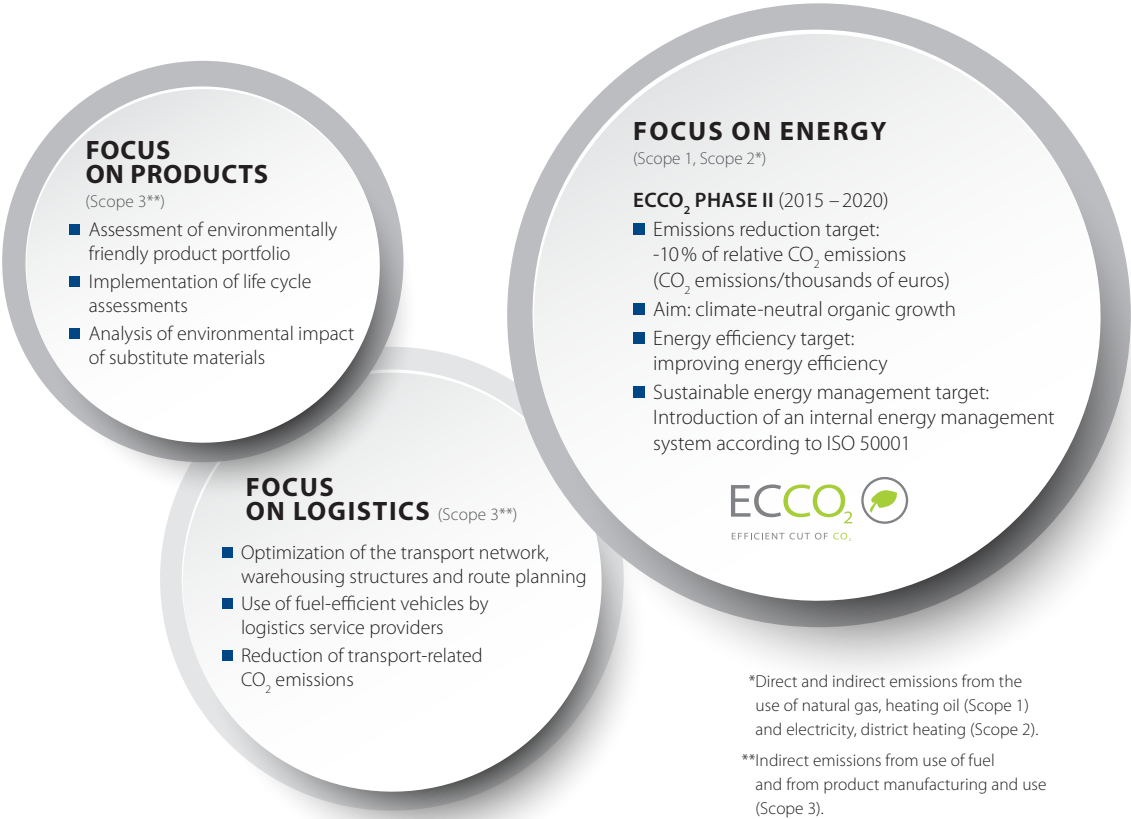 FOCUS
ON PRODUCTS
(Scope 3**)
■ Assessment of environmentally
friendly product portfolio
■ Implementation of life cycle
assessments
■ Analysis of environmental impact
of substitute materials
FOCUS ON ENERGY
(Scope 1, Scope 2*)
ECCO₂ PHASE II (2015 – 2020)
■ Emissions reduction target:
-10 % of relative CO₂ emissions
(CO₂ emissions/thousands of euros)
■ Aim: climate-neutral organic growth
■ Energy efficiency target:
improving energy efficiency
■ Sustainable energy management target:
Introduction of an internal energy management
system according to ISO 50001
ECCO₂
EFFICIENT CUT OF CO₂
FOCUS
ON LOGISTICS (Scope 3**)
■ Optimization of the transport network,
warehousing structures and route planning
■ Use of fuel-efficient vehicles by
logistics service providers
■ Reduction of transport-related
CO₂ emissions
*Direct and indirect emissions from the
use of natural gas, heating oil (Scope 1)
and electricity, district heating (Scope 2).
**Indirect emissions from use of fuel
and from product manufacturing and use
(Scope 3).